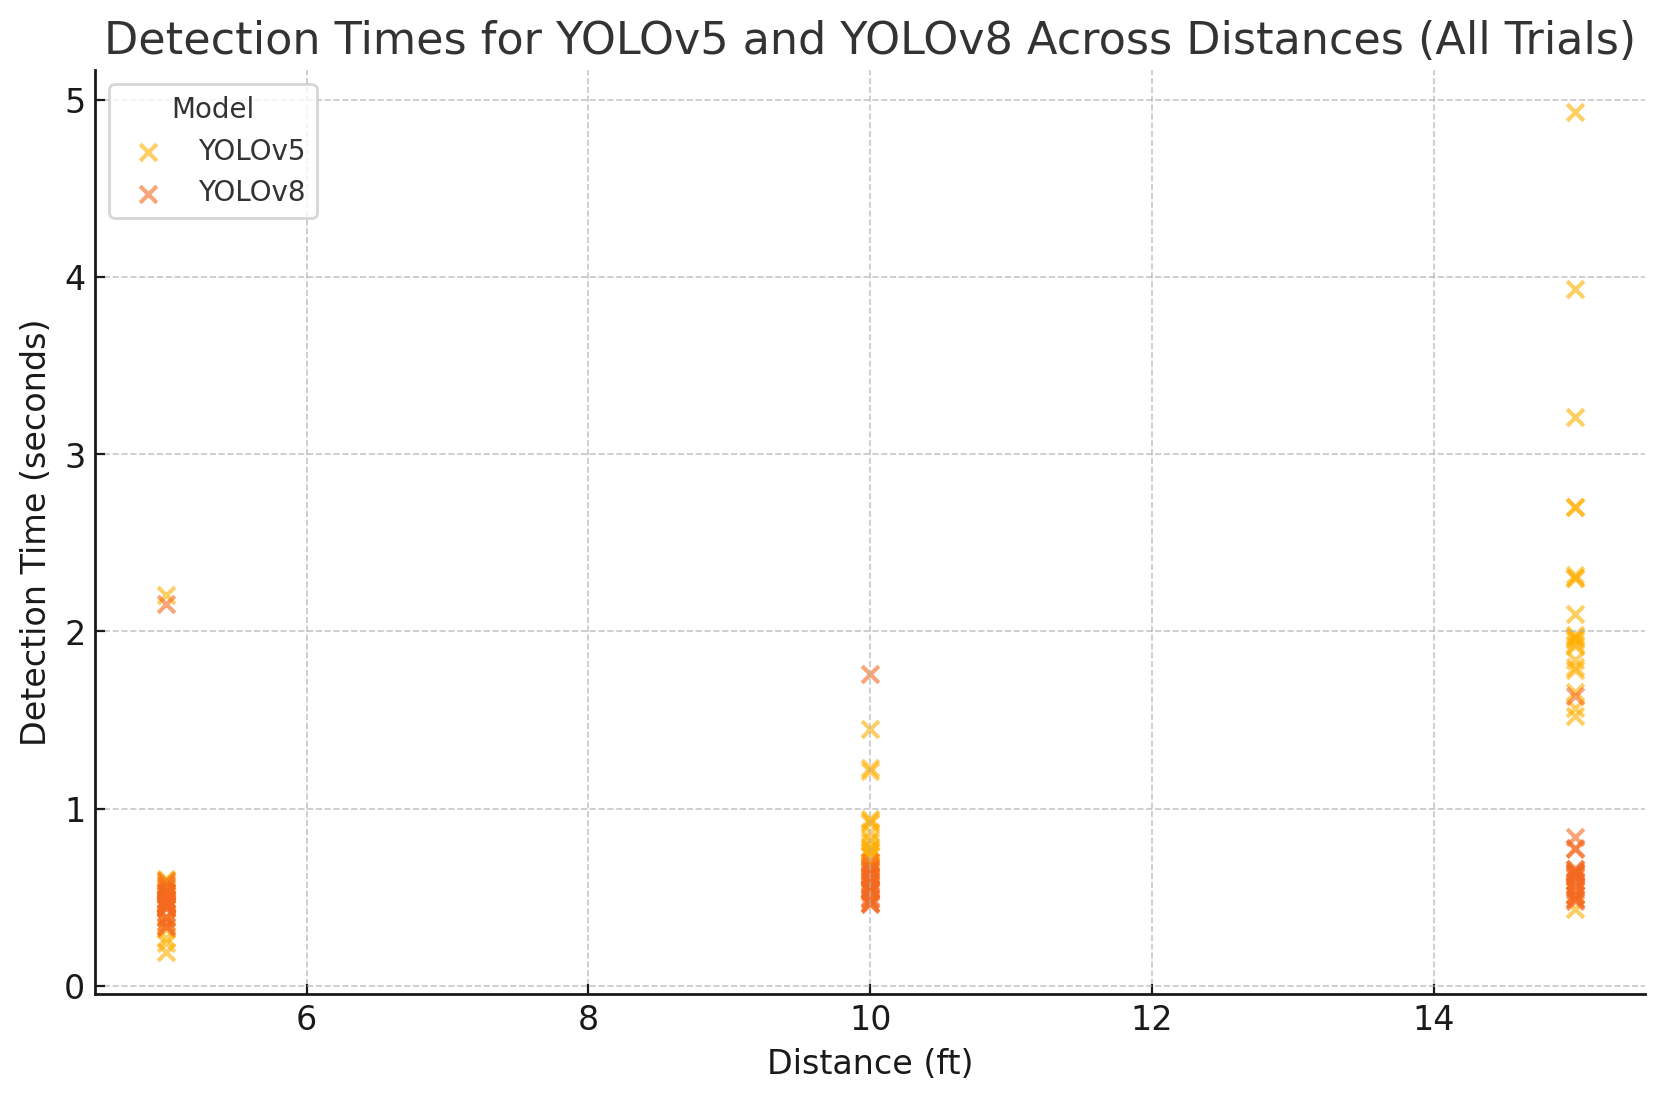 Detection Times for YOLOv5 and YOLOv8 Across Distances (All Trials)
Model
YOLOv5
YOLOv8
Detection Time (seconds)
5
4
3
2
1
0
6
8
10
12
14
Distance (ft)